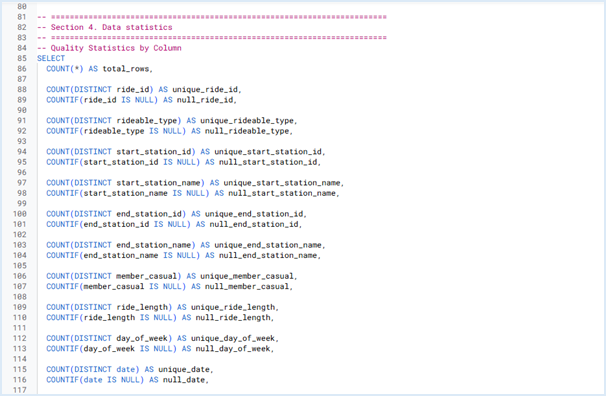 80
81 -- =======================================================================
82 -- Section 4. Data statistics
83 -- =======================================================================
84 -- Quality Statistics by Column
85 SELECT
86 COUNT(*) AS total_rows,
87
88 COUNT(DISTINCT ride_id) AS unique_ride_id,
89 COUNTIF(ride_id IS NULL) AS null_ride_id,
90
91 COUNT(DISTINCT rideable_type) AS unique_rideable_type,
92 COUNTIF(rideable_type IS NULL) AS null_rideable_type,
93
94 COUNT(DISTINCT start_station_id) AS unique_start_station_id,
95 COUNTIF(start_station_id IS NULL) AS null_start_station_id,
96
97 COUNT(DISTINCT start_station_name) AS unique_start_station_name,
98 COUNTIF(start_station_name IS NULL) AS null_start_station_name,
99
100 COUNT(DISTINCT end_station_id) AS unique_end_station_id,
101 COUNTIF(end_station_id IS NULL) AS null_end_station_id,
102
103 COUNT(DISTINCT end_station_name) AS unique_end_station_name,
104 COUNTIF(end_station_name IS NULL) AS null_end_station_name,
105
106 COUNT(DISTINCT member_casual) AS unique_member_casual,
107 COUNTIF(member_casual IS NULL) AS null_member_casual,
108
109 COUNT(DISTINCT ride_length) AS unique_ride_length,
110 COUNTIF(ride_length IS NULL) AS null_ride_length,
111
112 COUNT(DISTINCT day_of_week) AS unique_day_of_week,
113 COUNTIF(day_of_week IS NULL) AS null_day_of_week,
114
115 COUNT(DISTINCT date) AS unique_date,
116 COUNTIF(date IS NULL) AS null_date,
117